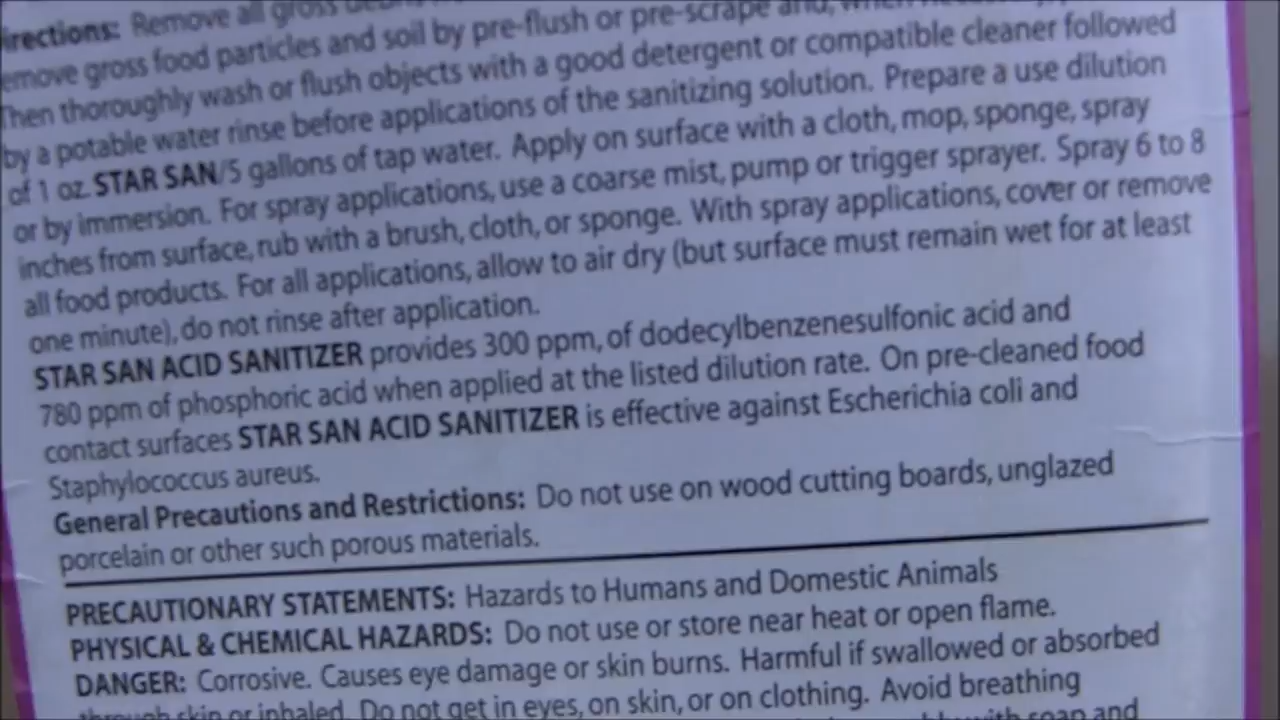 irections: Remove all gross
emove gross food particles and soil by pre-flush or pre-scrape and, when
Then thoroughly wash or flush objects with a good detergent or compatible cleaner followed
by a potable water rinse before applications of the sanitizing solution. Prepare a use dilution
of 1 oz. STAR SAN/5 gallons of tap water. Apply on surface with a cloth, mop, sponge, spray
or by immersion. For spray applications, use a coarse mist, pump or trigger sprayer. Spray 6 to 8
inches from surface, rub with a brush, cloth, or sponge. With spray applications, cover or remove
all food products. For all applications, allow to air dry (but surface must remain wet for at least
one minute), do not rinse after application.
STAR SAN ACID SANITIZER provides 300 ppm, of dodecylbenzenesulfonic acid and
780 ppm of phosphoric acid when applied at the listed dilution rate. On pre-cleaned food
contact surfaces STAR SAN ACID SANITIZER is effective against Escherichia coli and
Staphylococcus aureus.
General Precautions and Restrictions: Do not use on wood cutting boards, unglazed
porcelain or other such porous materials.
PRECAUTIONARY STATEMENTS: Hazards to Humans and Domestic Animals
PHYSICAL & CHEMICAL HAZARDS: Do not use or store near heat or open flame.
DANGER: Corrosive. Causes eye damage or skin burns. Harmful if swallowed or absorbed
through skin or inhaled. Do not get in eyes, on skin, or on clothing. Avoid breathing
with soap and